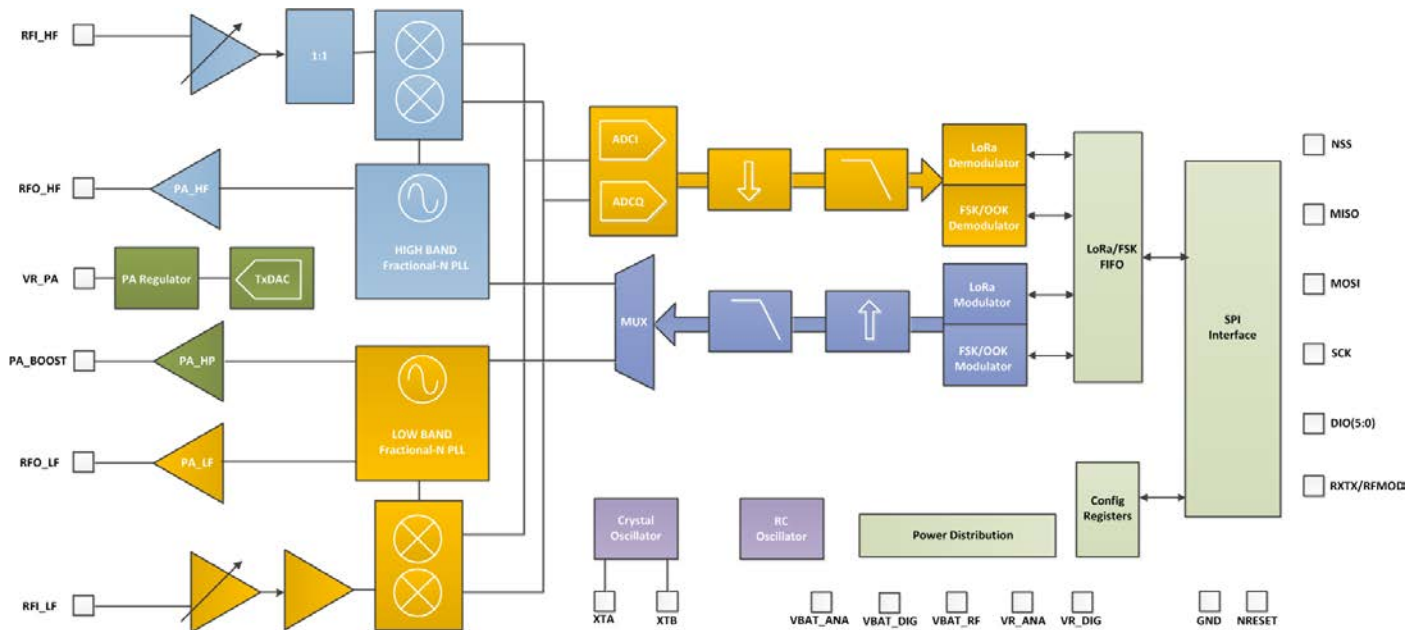 RFI_HF
1:1
ADCI
ADCQ
LoRa
Demodulator
FSK/OOK
Demodulator
NSS
RFO_HF
PA_HF
HIGH BAND
Fractional-N PLL
LoRa/FSK
FIFO
MISO
VR_PA
PA Regulator
TxDAC
MUX
LoRa
Modulator
FSK/OOK
Modulator
SPI
Interface
MOSI
PA_BOOST
PA_HP
SCK
RFO_LF
PA_LF
LOW BAND
Fractional-N PLL
DIO(5:0)
Crystal
Oscillator
RC
Oscillator
Power Distribution
Config
Registers
RXTX/RFMOD
RFI_LF
XTA
XTB
VBAT_ANA
VBAT_DIG
VBAT_RF
VR_ANA
VR_DIG
GND
NRESET